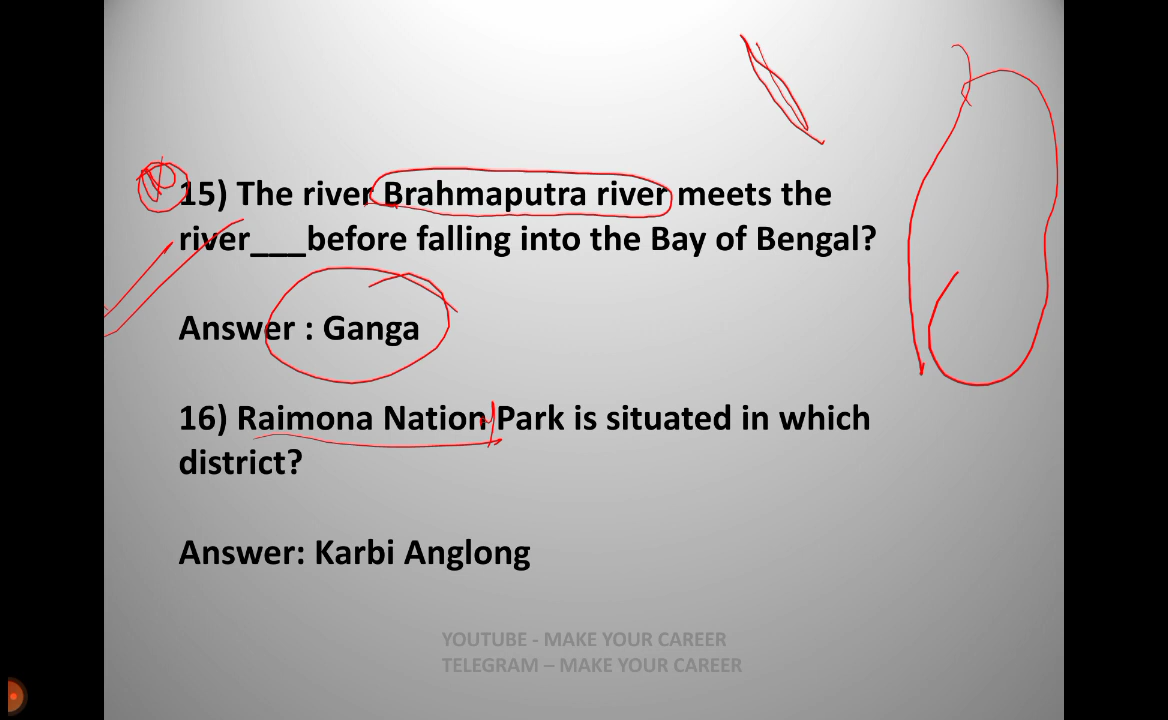 15) The river Brahmaputra river meets the
river___before falling into the Bay of Bengal?
Answer : Ganga
16) Raimona Nation Park is situated in which
district?
Answer: Karbi Anglong
YOUTUBE - MAKE YOUR CAREER
TELEGRAM – MAKE YOUR CAREER